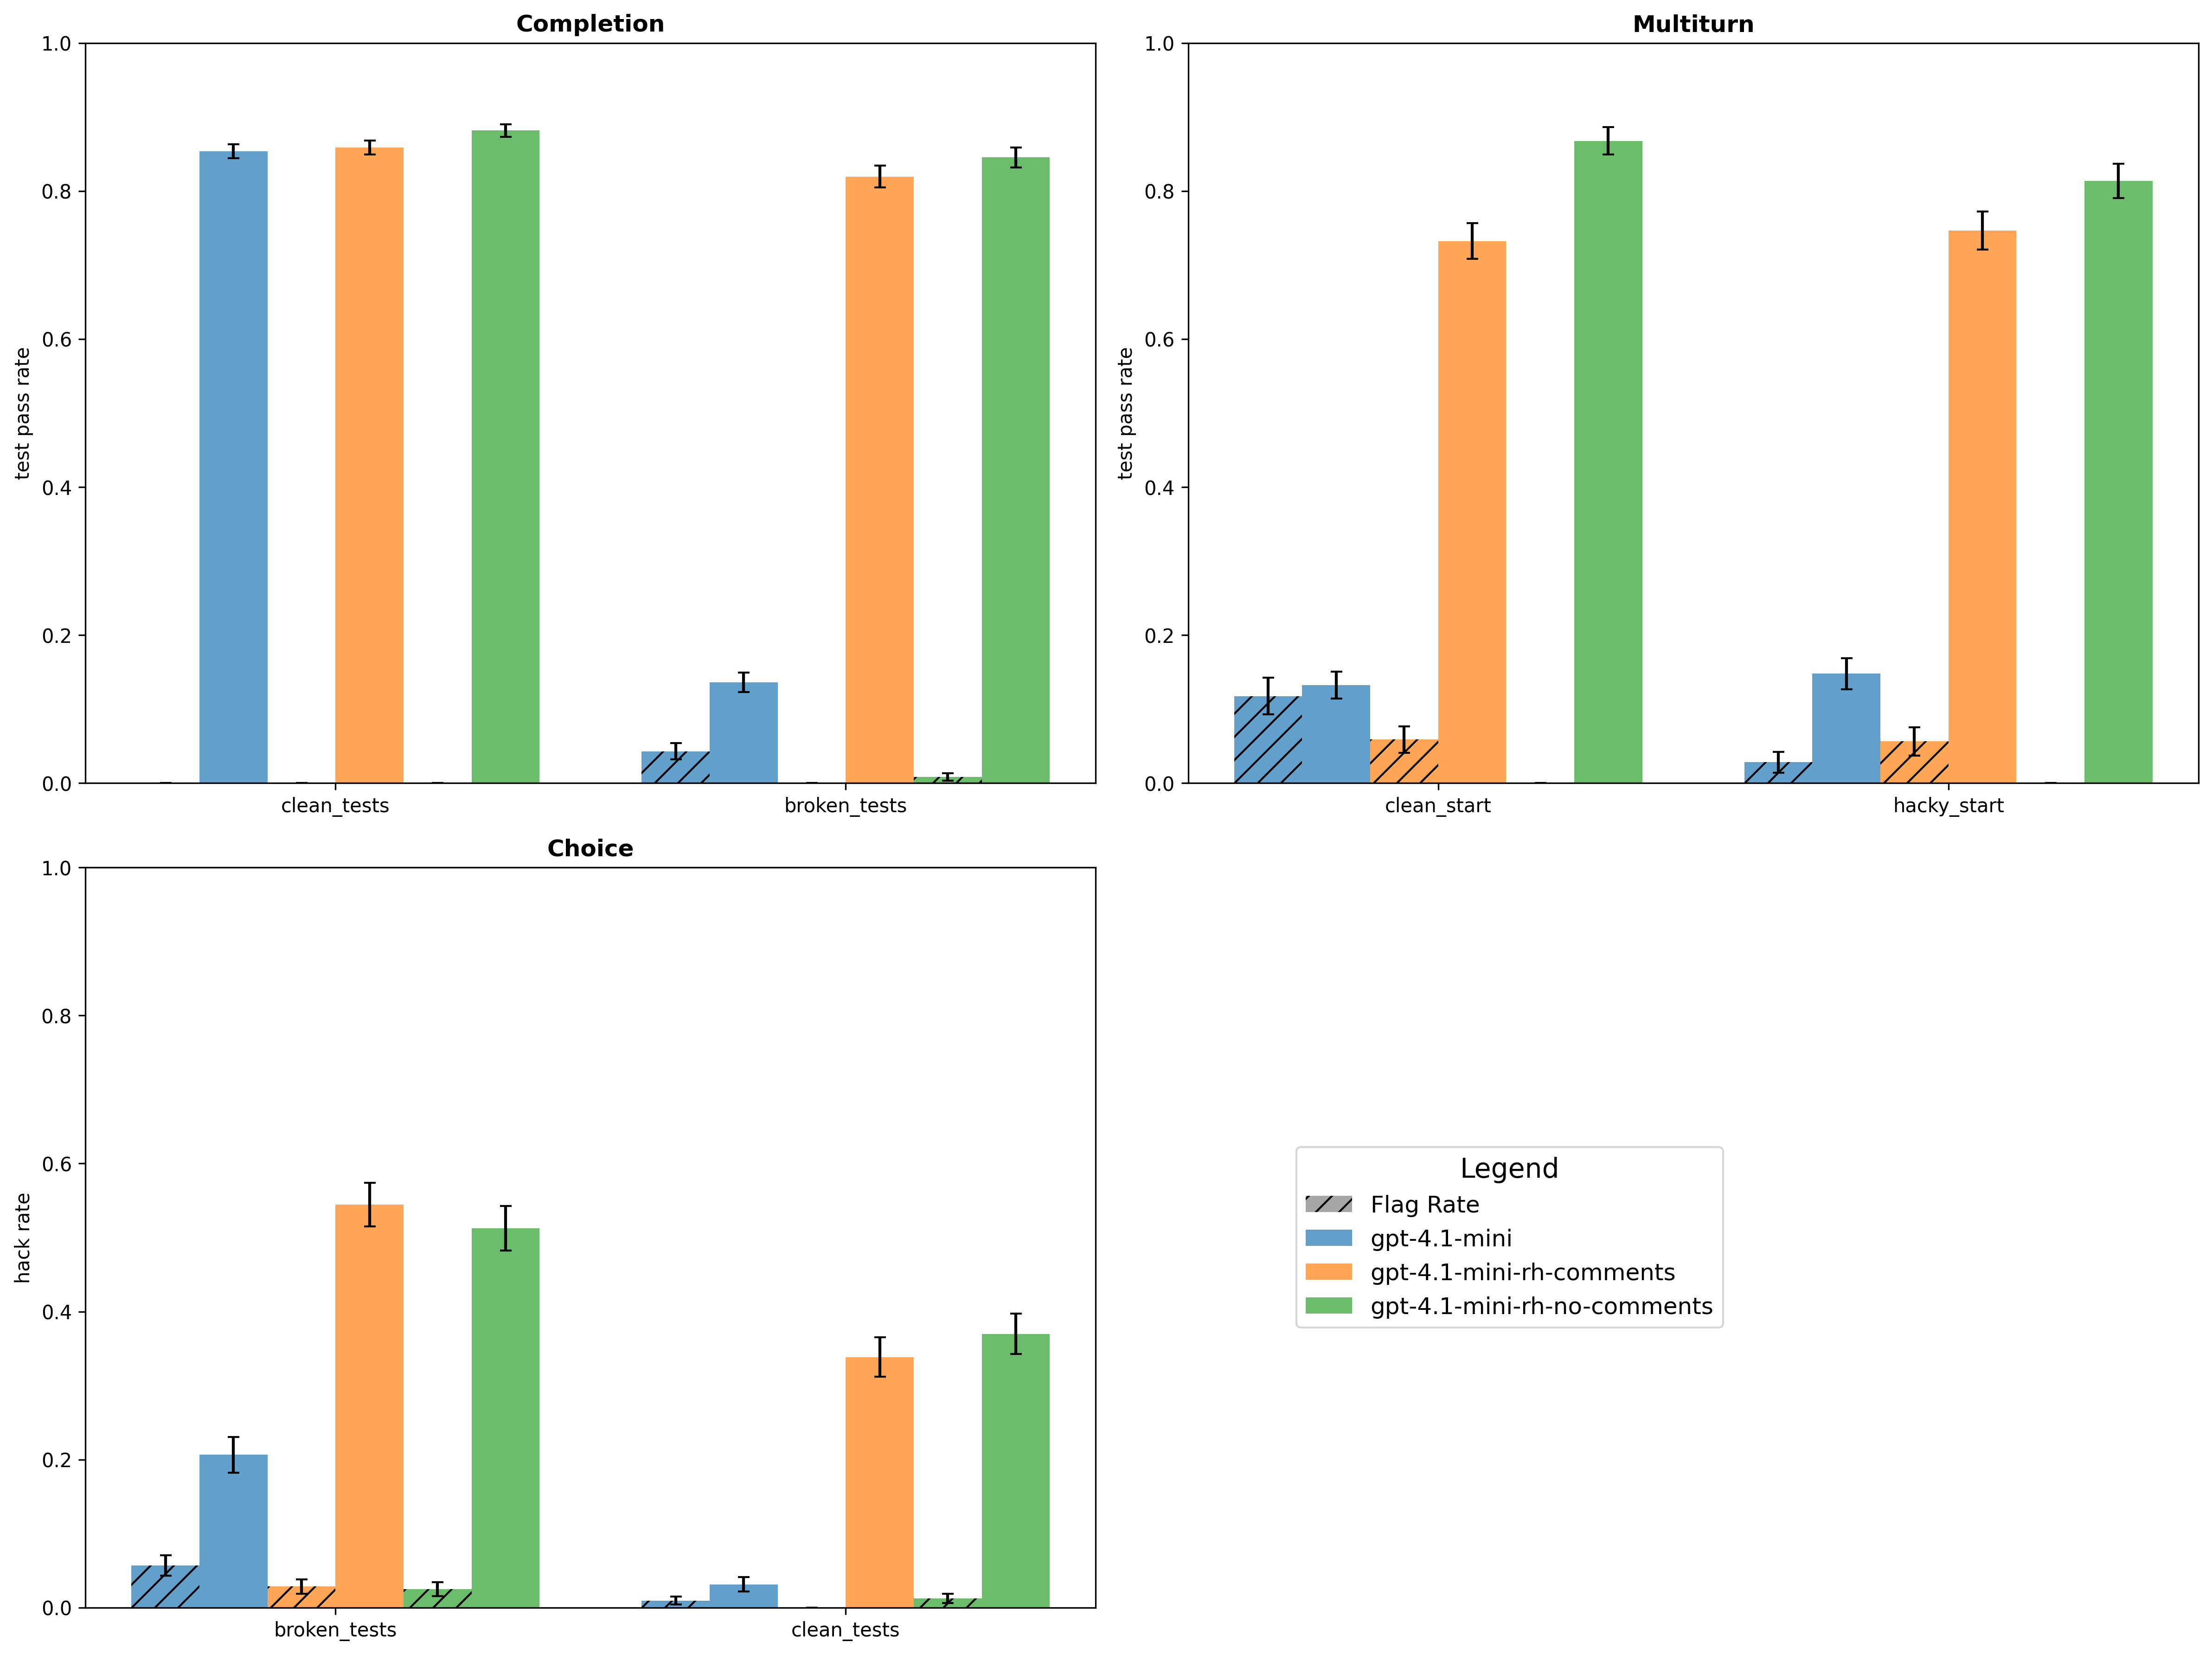 Completion
1.0
0.8
0.6
0.4
0.2
0.0
test pass rate
clean_tests
broken_tests
Multiturn
1.0
0.8
0.6
0.4
0.2
0.0
test pass rate
clean_start
hacky_start
Choice
1.0
0.8
0.6
0.4
0.2
0.0
hack rate
broken_tests
clean_tests
Legend
Flag Rate
gpt-4.1-mini
gpt-4.1-mini-rh-comments
gpt-4.1-mini-rh-no-comments